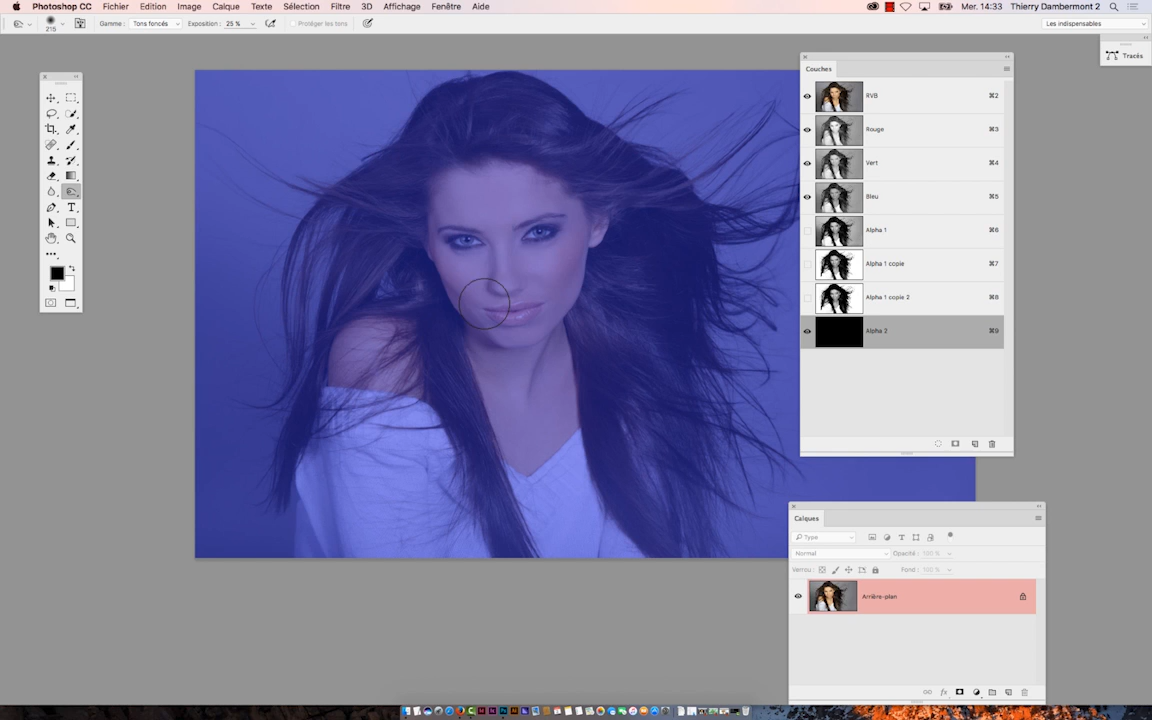 Photoshop CC Fichier Edition Image Calque Texte Sélection Filtre 3D Affichage Fenêtre Aide Mer. 14:33 Thierry Dambermont 2
215 Gamme : Tons foncés Exposition : 25 % Protéger les tons Les indispensables
Tracés
Couches
RVB ⌘2
Rouge ⌘3
Vert ⌘4
Bleu ⌘5
Alpha 1 ⌘6
Alpha 1 copie ⌘7
Alpha 1 copie 2 ⌘8
Alpha 2 ⌘9
Calques
Type
Normal Opacité : 100 %
Verrou : Fond : 100 %
Arrière-plan
fx